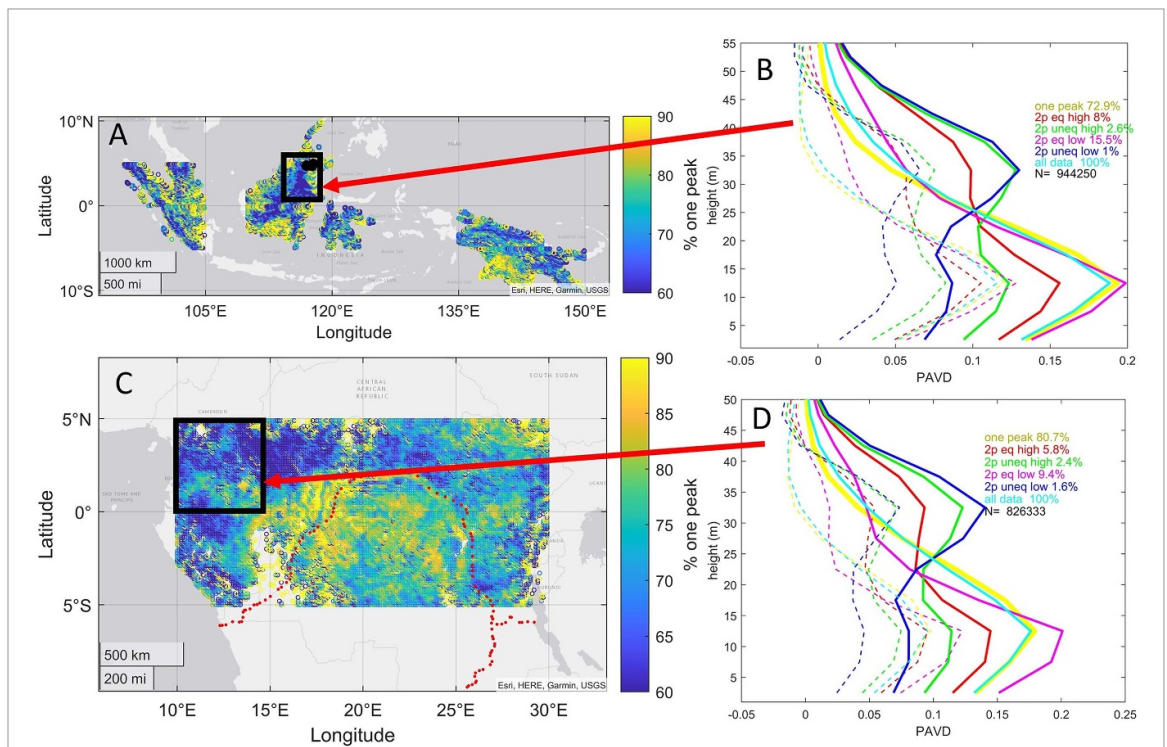 A
10°N
0°
10°S
Latitude
1000 km
500 mi
INDONESIA
Esri, HERE, Garmin, USGS
105°E
120°E
135°E
150°E
Longitude
90
85
80
75
70
65
60
% one peak
B
55
50
45
40
35
30
25
20
15
10
5
height (m)
one peak 72.9%
2p eq high 8%
2p uneq high 2.6%
2p eq low 15.5%
2p uneq low 1%
all data 100%
N= 944250
-0.05
0
0.05
0.1
0.15
0.2
PAVD
C
CAMEROON
CENTRAL
AFRICAN
REPUBLIC
SOUTH SUDAN
SAO TOME AND
PRINCIPE
5°N
0°
5°S
Latitude
500 km
200 mi
Esri, HERE, Garmin, USGS
10°E
15°E
20°E
25°E
30°E
Longitude
90
85
80
75
70
65
60
% one peak
D
50
45
40
35
30
25
20
15
10
5
height (m)
one peak 80.7%
2p eq high 5.8%
2p uneq high 2.4%
2p eq low 9.4%
2p uneq low 1.6%
all data 100%
N= 826333
-0.05
0
0.05
0.1
0.15
0.2
0.25
PAVD